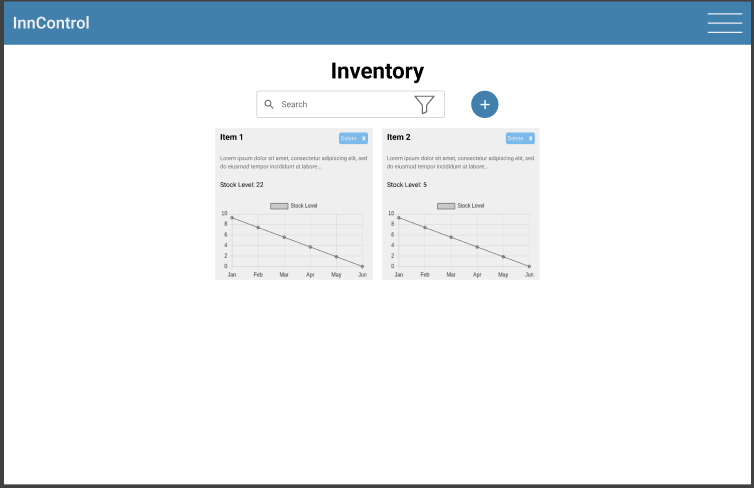 InnControl
Inventory
Search
+
Item 1
Delete
Lorem ipsum dolor sit amet, consectetur adipiscing elit, sed
do eiusmod tempor incididunt ut labore...
Stock Level: 22
Stock Level
10
8
6
4
2
0
Jan Feb Mar Apr May Jun
Item 2
Delete
Lorem ipsum dolor sit amet, consectetur adipiscing elit, sed
do eiusmod tempor incididunt ut labore...
Stock Level: 5
Stock Level
10
8
6
4
2
0
Jan Feb Mar Apr May Jun